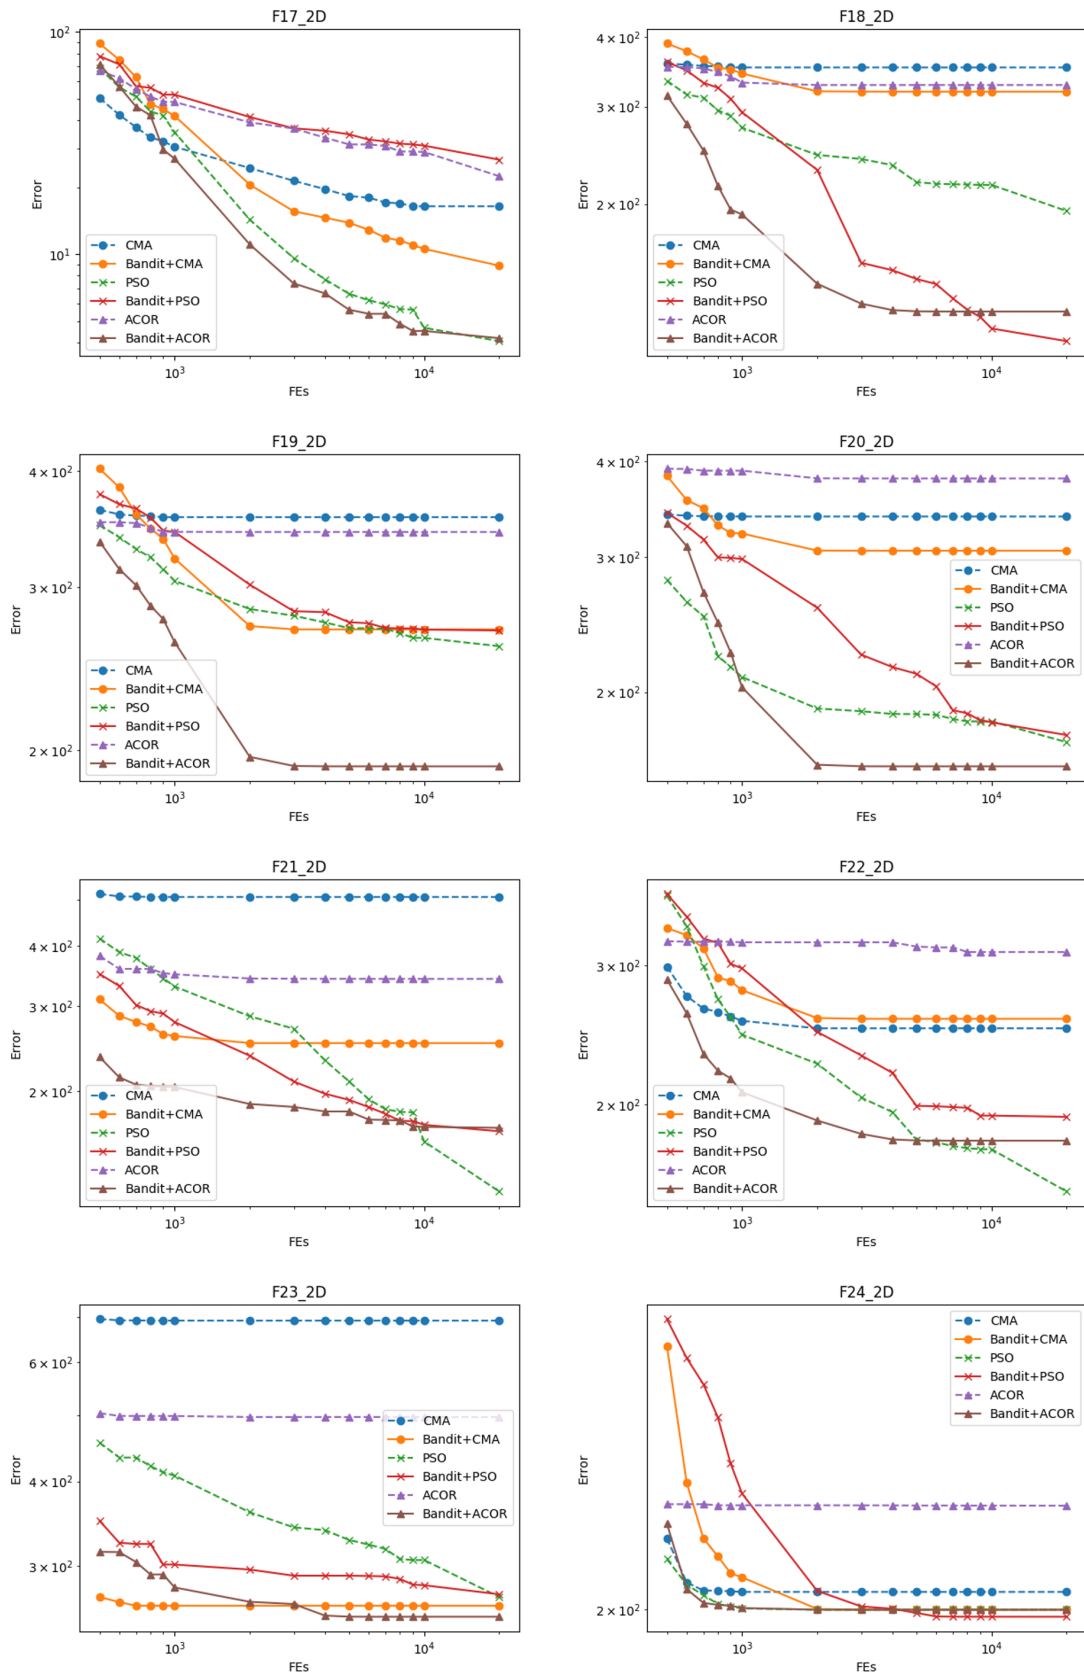 F17_2D
10²
10¹
Error
CMA
Bandit+CMA
PSO
Bandit+PSO
ACOR
Bandit+ACOR
10³
10⁴
FEs
F18_2D
4 × 10²
3 × 10²
2 × 10²
Error
CMA
Bandit+CMA
PSO
Bandit+PSO
ACOR
Bandit+ACOR
10³
10⁴
FEs
F19_2D
4 × 10²
3 × 10²
2 × 10²
Error
CMA
Bandit+CMA
PSO
Bandit+PSO
ACOR
Bandit+ACOR
10³
10⁴
FEs
F20_2D
4 × 10²
3 × 10²
2 × 10²
Error
CMA
Bandit+CMA
PSO
Bandit+PSO
ACOR
Bandit+ACOR
10³
10⁴
FEs
F21_2D
4 × 10²
3 × 10²
2 × 10²
Error
CMA
Bandit+CMA
PSO
Bandit+PSO
ACOR
Bandit+ACOR
10³
10⁴
FEs
F22_2D
3 × 10²
2 × 10²
Error
CMA
Bandit+CMA
PSO
Bandit+PSO
ACOR
Bandit+ACOR
10³
10⁴
FEs
F23_2D
6 × 10²
4 × 10²
3 × 10²
Error
CMA
Bandit+CMA
PSO
Bandit+PSO
ACOR
Bandit+ACOR
10³
10⁴
FEs
F24_2D
2 × 10²
Error
CMA
Bandit+CMA
PSO
Bandit+PSO
ACOR
Bandit+ACOR
10³
10⁴
FEs